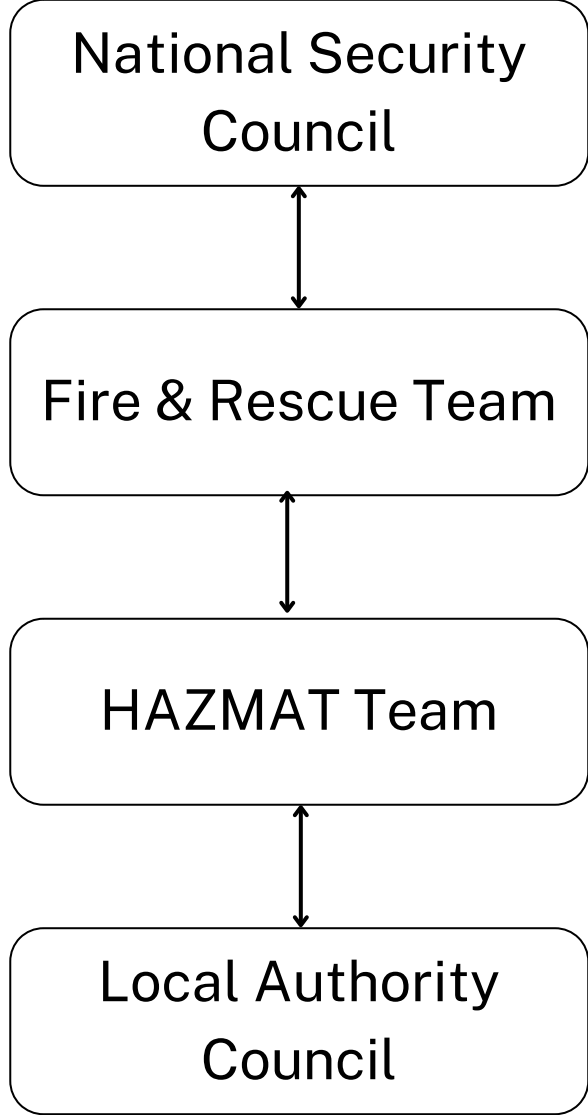 National Security
Council
Fire & Rescue Team
HAZMAT Team
Local Authority
Council